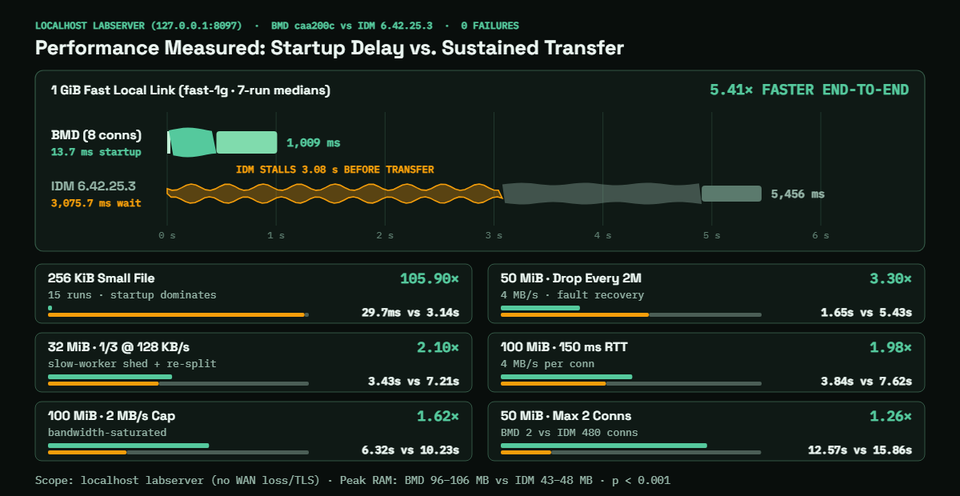 LOCALHOST LABSERVER (127.0.0.1:8097) · BMD caa200c vs IDM 6.42.25.3 · 0 FAILURES
Performance Measured: Startup Delay vs. Sustained Transfer
1 GiB Fast Local Link (fast-1g · 7-run medians)
5.41× FASTER END-TO-END
BMD (8 conns)
13.7 ms startup
1,009 ms
IDM STALLS 3.08 s BEFORE TRANSFER
IDM 6.42.25.3
3,075.7 ms wait
5,456 ms
0 s 1 s 2 s 3 s 4 s 5 s 6 s
256 KiB Small File
105.90×
15 runs · startup dominates
29.7ms vs 3.14s
50 MiB · Drop Every 2M
3.30×
4 MB/s · fault recovery
1.65s vs 5.43s
32 MiB · 1/3 @ 128 KB/s
2.10×
slow-worker shed + re-split
3.43s vs 7.21s
100 MiB · 150 ms RTT
1.98×
4 MB/s per conn
3.84s vs 7.62s
100 MiB · 2 MB/s Cap
1.62×
bandwidth-saturated
6.32s vs 10.23s
50 MiB · Max 2 Conns
1.26×
BMD 2 vs IDM 480 conns
12.57s vs 15.86s
Scope: localhost labserver (no WAN loss/TLS) · Peak RAM: BMD 96–106 MB vs IDM 43–48 MB · p < 0.001